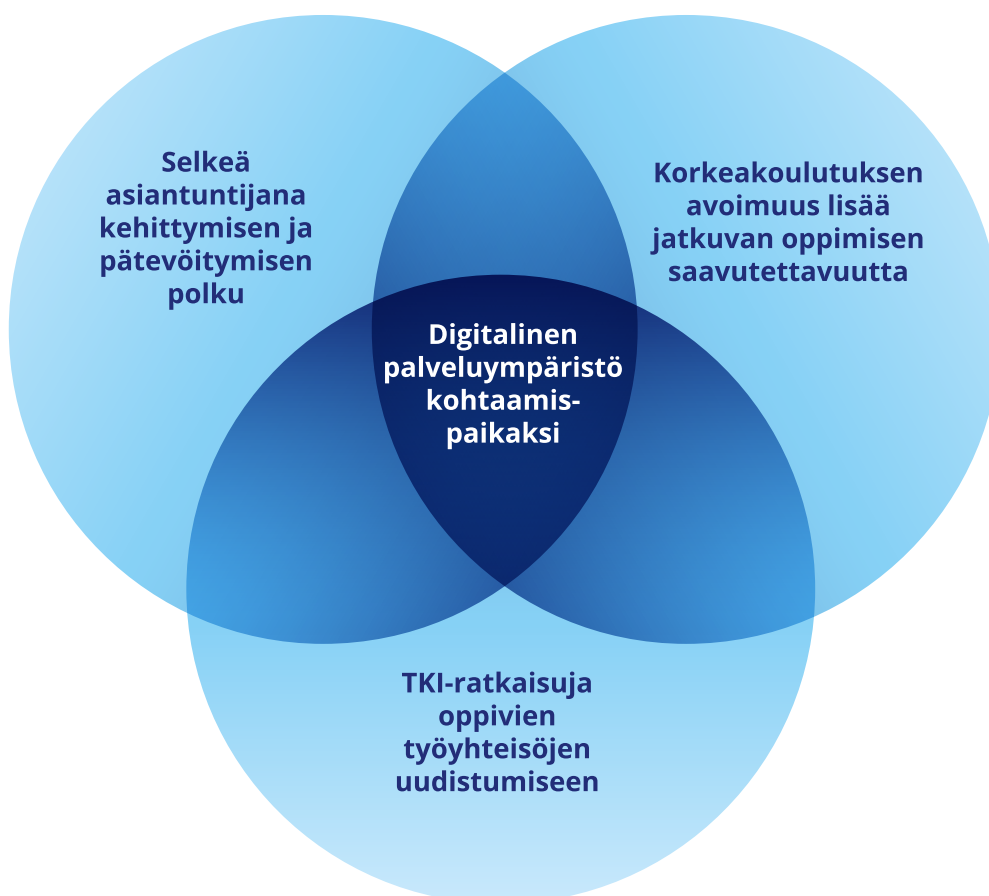 Selkeä
asiantuntijana
kehittymisen ja
pätevöitymisen
polku
Korkeakoulutuksen
avoimuus lisää
jatkuvan oppimisen
saavutettavuutta
Digitalinen
palveluympäristö
kohtaamis-
paikaksi
TKI-ratkaisuja
oppivien
työyhteisöjen
uudistumiseen